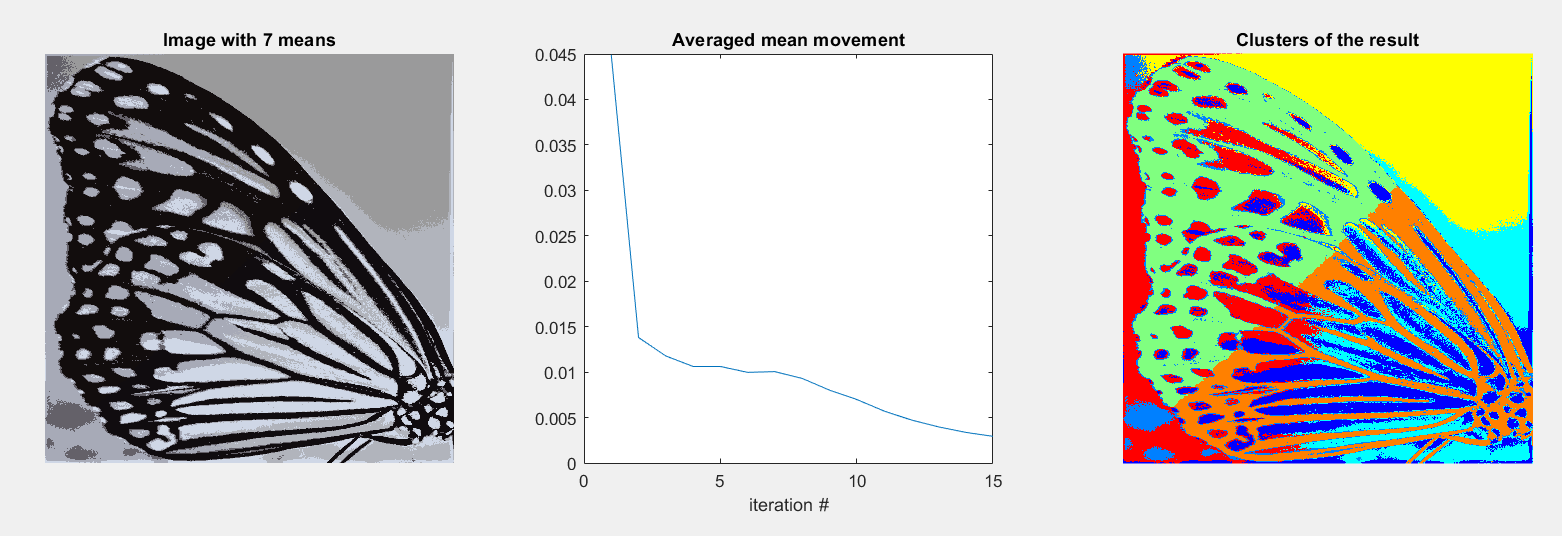 Image with 7 means
Averaged mean movement
0.045
0.04
0.035
0.03
0.025
0.02
0.015
0.01
0.005
0
0 5 10 15
iteration #
Clusters of the result